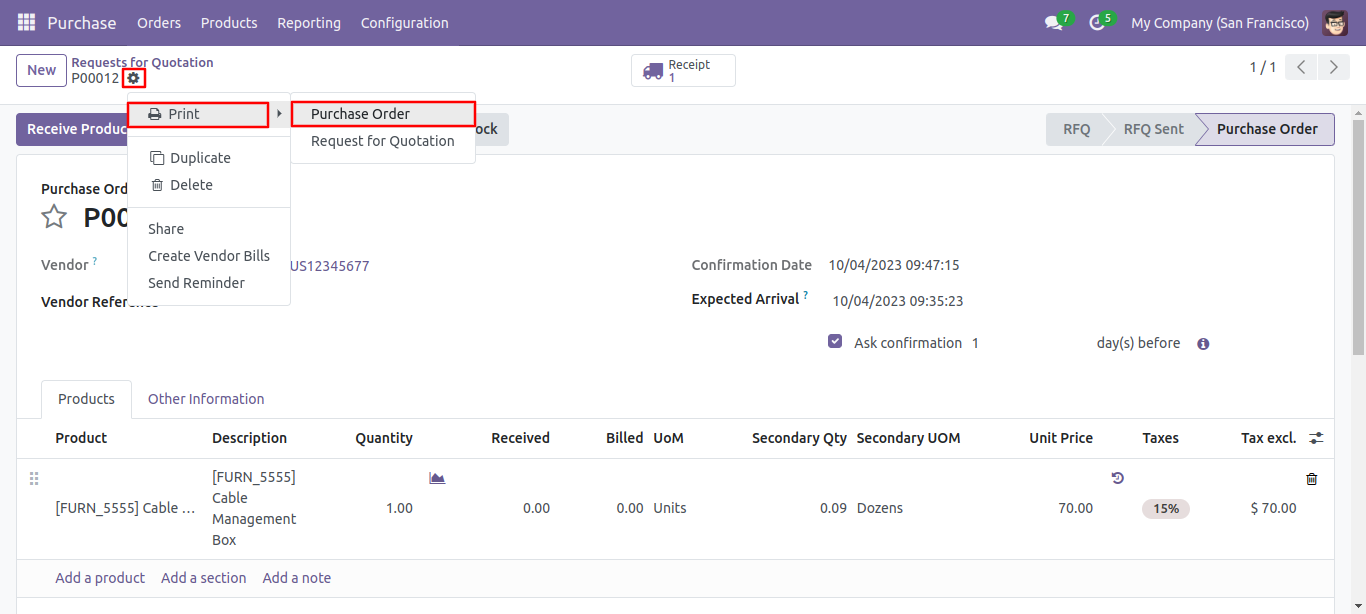 Purchase Orders Products Reporting Configuration 7 5 My Company (San Francisco)
New Requests for Quotation
P00012
Receipt
1
1 / 1
Print
Purchase Order
Request for Quotation
Duplicate
Delete
Share
Create Vendor Bills
Send Reminder
Receive Produc
ock
RFQ RFQ Sent Purchase Order
Purchase Ord
P00
Vendor ? US12345677
Vendor Reference
Confirmation Date 10/04/2023 09:47:15
Expected Arrival ? 10/04/2023 09:35:23
Ask confirmation 1 day(s) before
Products Other Information
Product Description Quantity Received Billed UoM Secondary Qty Secondary UOM Unit Price Taxes Tax excl.
[FURN_5555] Cable ... [FURN_5555]
Cable
Management
Box
1.00 0.00 0.00 Units 0.09 Dozens 70.00 15% $ 70.00
Add a product Add a section Add a note